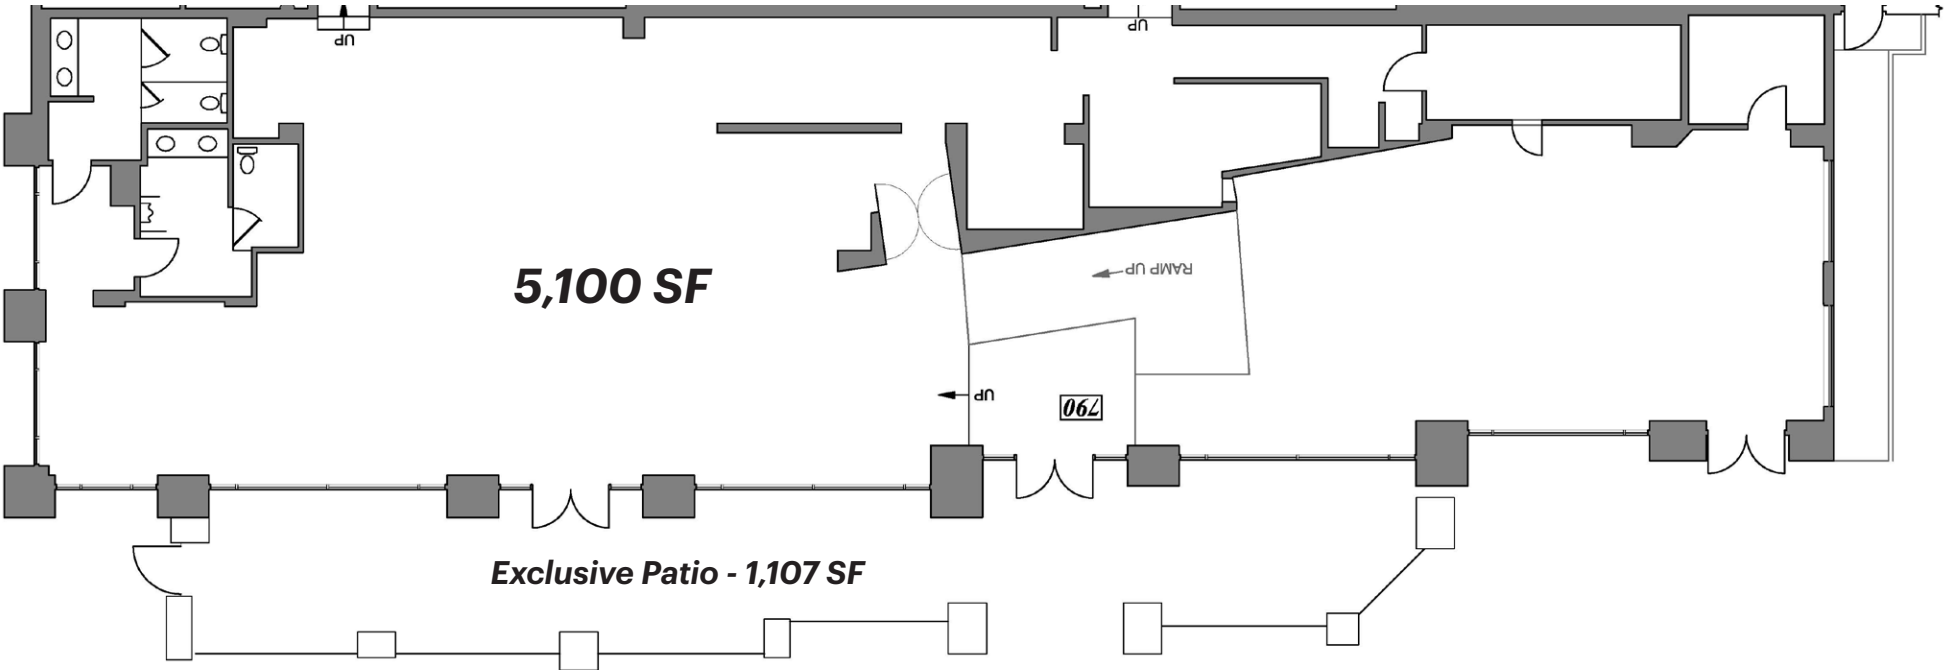 UP
UP
5,100 SF
RAMP UP
UP
790
Exclusive Patio - 1,107 SF